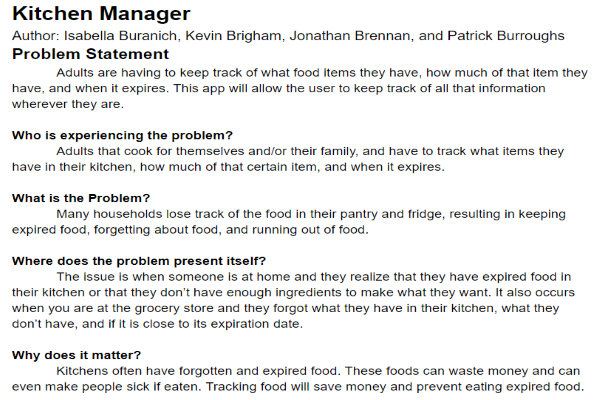 Kitchen Manager
Author: Isabella Buranich, Kevin Brigham, Jonathan Brennan, and Patrick Burroughs
Problem Statement
Adults are having to keep track of what food items they have, how much of that item they
have, and when it expires. This app will allow the user to keep track of all that information
wherever they are.
Who is experiencing the problem?
Adults that cook for themselves and/or their family, and have to track what items they
have in their kitchen, how much of that certain item, and when it expires.
What is the Problem?
Many households lose track of the food in their pantry and fridge, resulting in keeping
expired food, forgetting about food, and running out of food.
Where does the problem present itself?
The issue is when someone is at home and they realize that they have expired food in
their kitchen or that they don't have enough ingredients to make what they want. It also occurs
when you are at the grocery store and they forgot what they have in their kitchen, what they
don't have, and if it is close to its expiration date.
Why does it matter?
Kitchens often have forgotten and expired food. These foods can waste money and can
even make people sick if eaten. Tracking food will save money and prevent eating expired food.